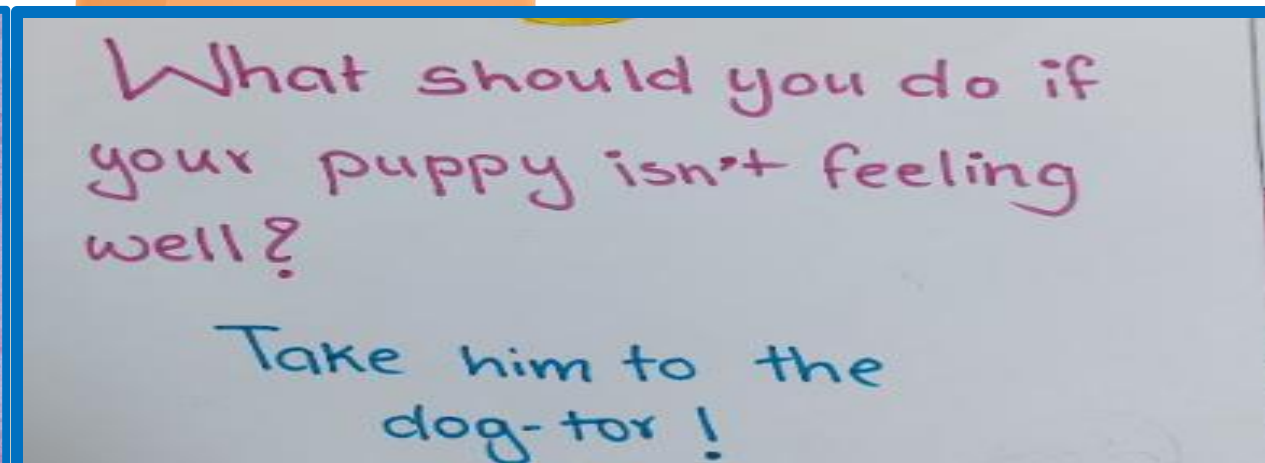 What should you do if
your puppy isn't feeling
well?
Take him to the
dog-tor!